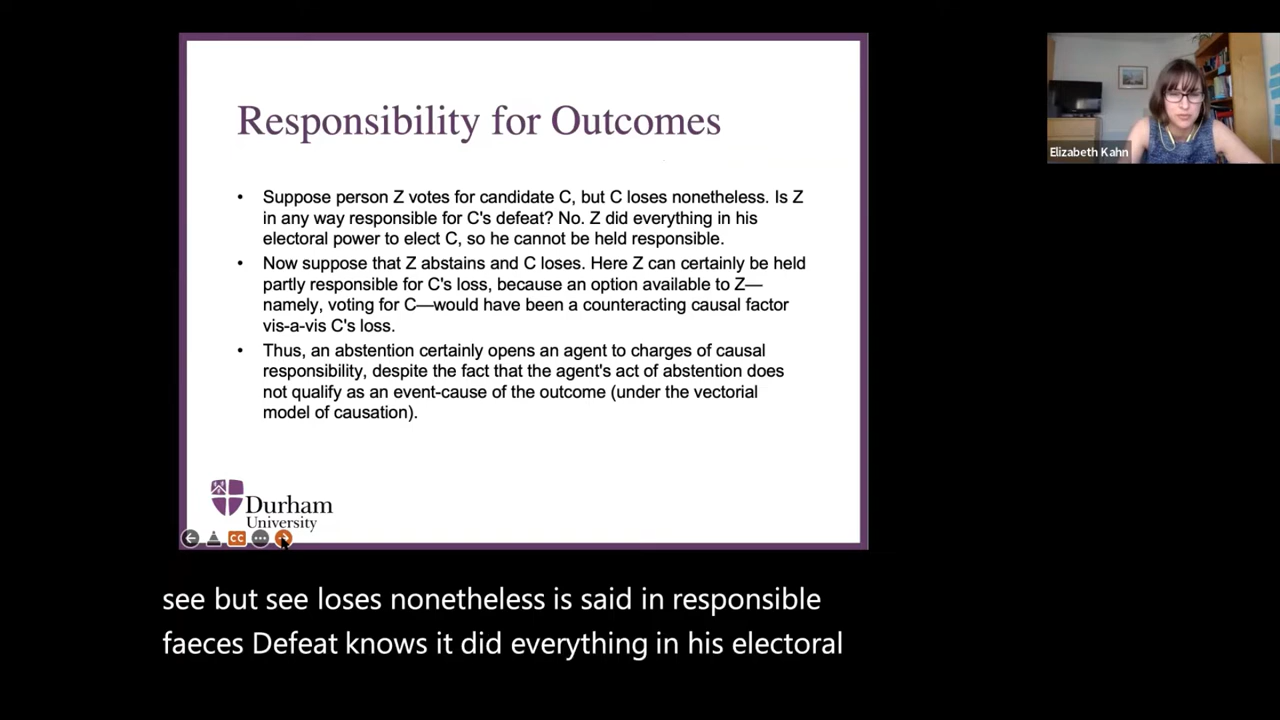 Responsibility for Outcomes
• Suppose person Z votes for candidate C, but C loses nonetheless. Is Z
in any way responsible for C's defeat? No. Z did everything in his
electoral power to elect C, so he cannot be held responsible.
• Now suppose that Z abstains and C loses. Here Z can certainly be held
partly responsible for C's loss, because an option available to Z—
namely, voting for C—would have been a counteracting causal factor
vis-a-vis C's loss.
• Thus, an abstention certainly opens an agent to charges of causal
responsibility, despite the fact that the agent's act of abstention does
not qualify as an event-cause of the outcome (under the vectorial
model of causation).
Durham
University
CC
Elizabeth Kahn
see but see loses nonetheless is said in responsible
faeces Defeat knows it did everything in his electoral